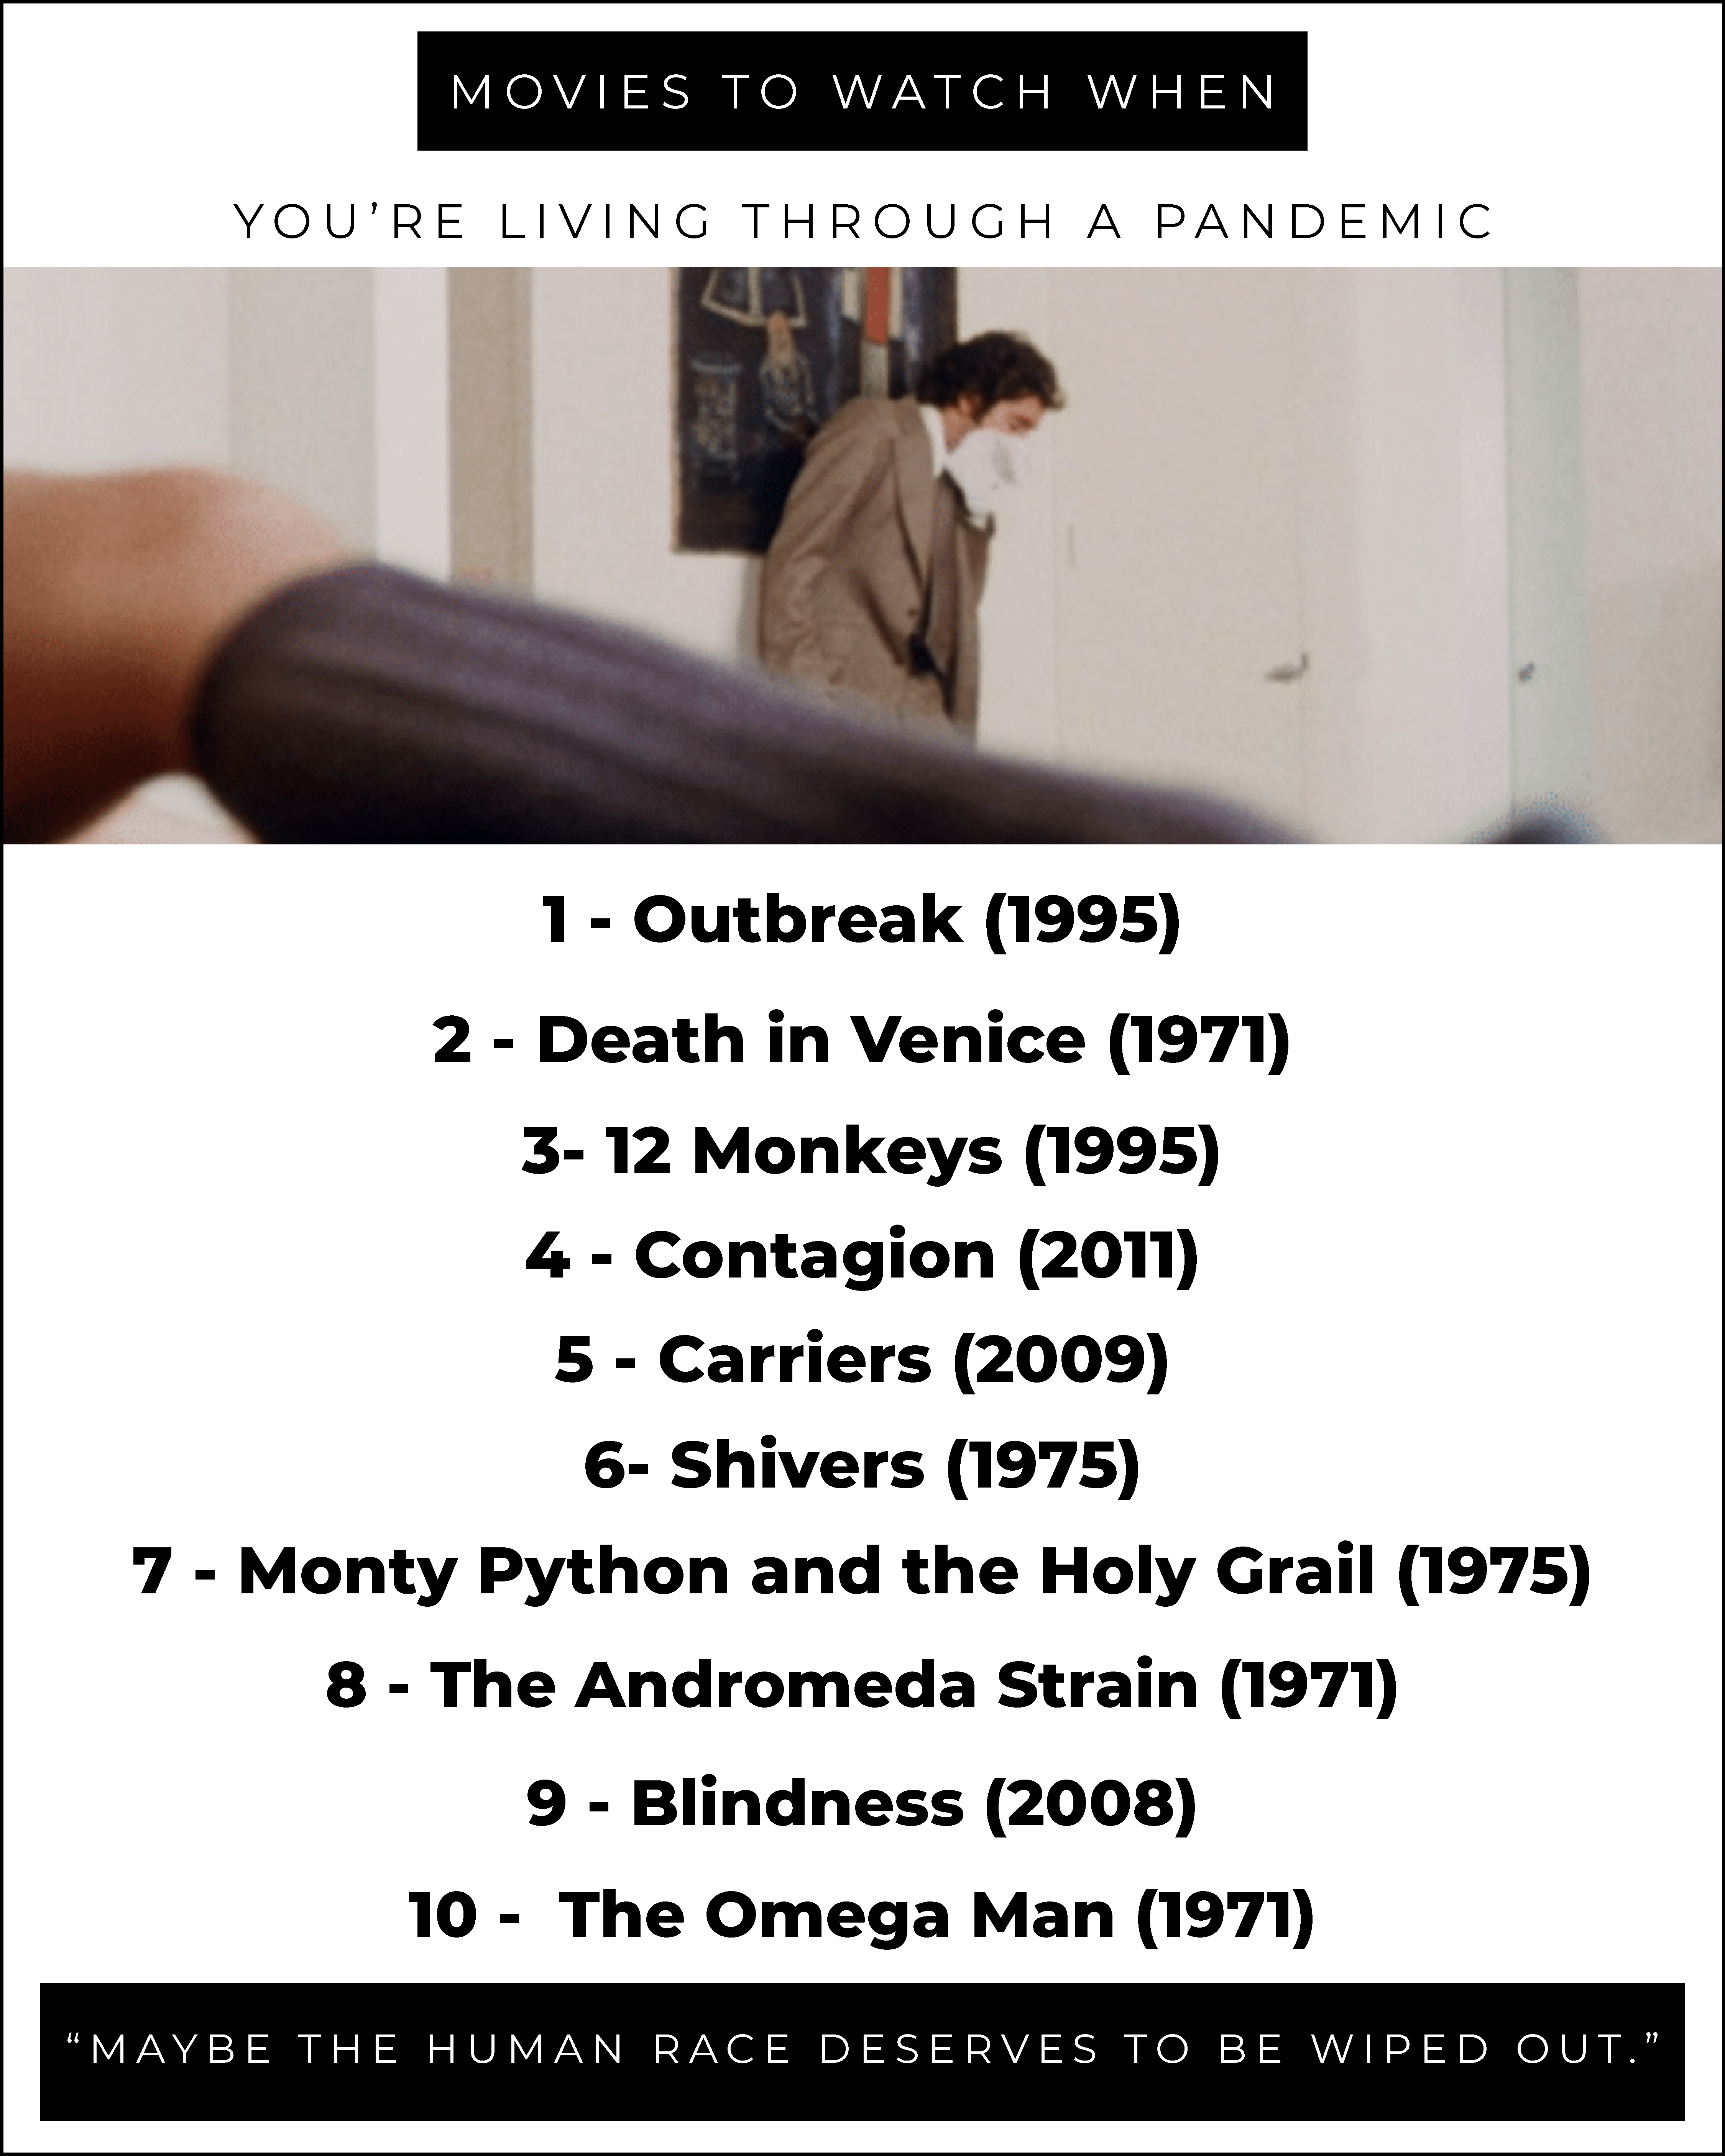 MOVIES TO WATCH WHEN
YOU’RE LIVING THROUGH A PANDEMIC
1 - Outbreak (1995)
2 - Death in Venice (1971)
3- 12 Monkeys (1995)
4 - Contagion (2011)
5 - Carriers (2009)
6- Shivers (1975)
7 - Monty Python and the Holy Grail (1975)
8 - The Andromeda Strain (1971)
9 - Blindness (2008)
10 -  The Omega Man (1971)
“MAYBE THE HUMAN RACE DESERVES TO BE WIPED OUT.”